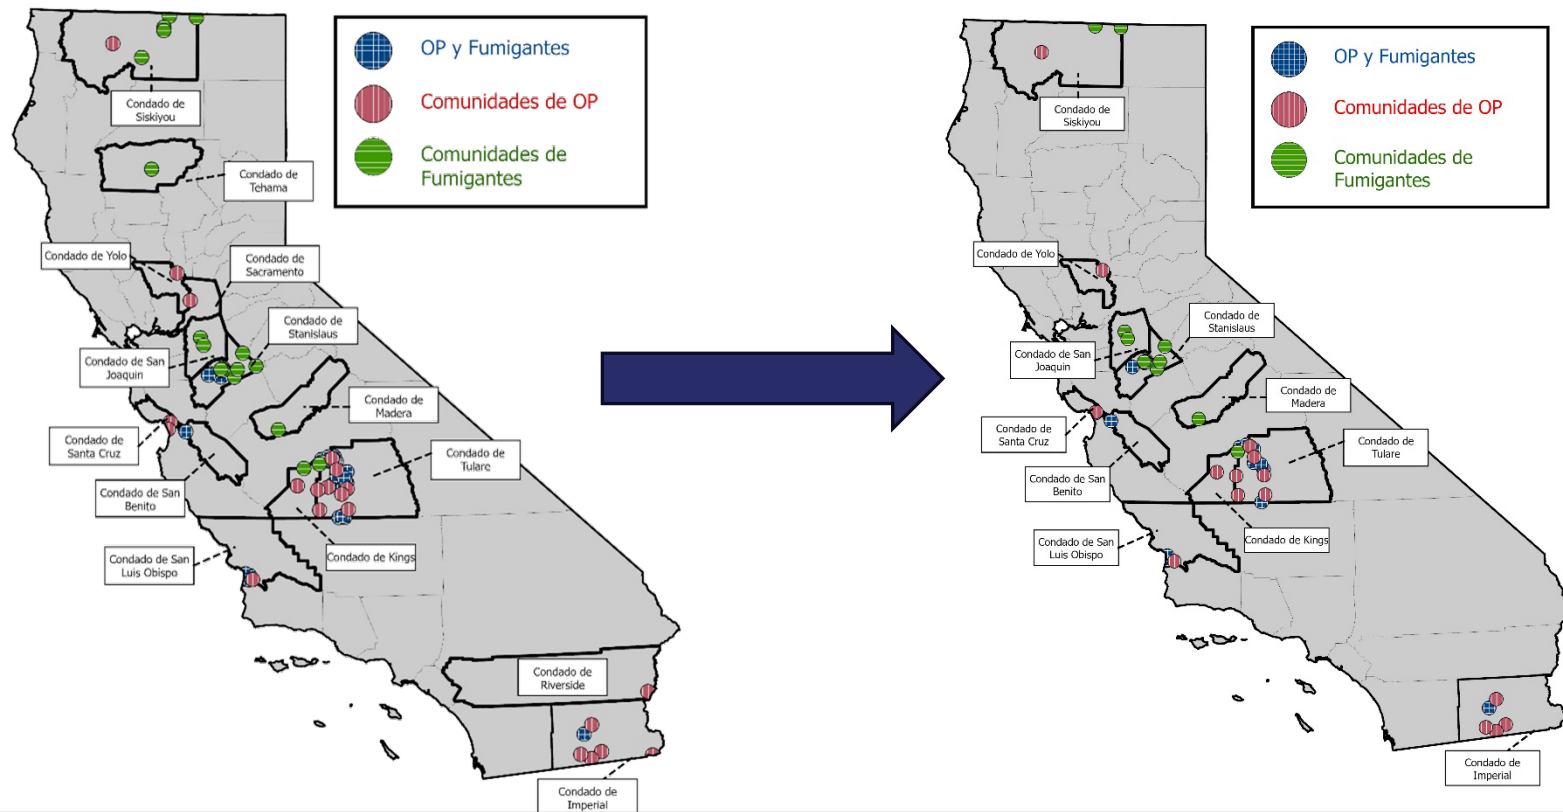 OP y Fumigantes
Comunidades de OP
Comunidades de
Fumigantes
Condado de
Siskiyou
Condado de
Tehama
Condado de Yolo
Condado de
Sacramento
Condado de
Stanislaus
Condado de San
Joaquin
Condado de
Madera
Condado de
Santa Cruz
Condado de
Tulare
Condado de San
Benito
Condado de Kings
Condado de San
Luis Obispo
Condado de
Riverside
Condado de
Imperial
OP y Fumigantes
Comunidades de OP
Comunidades de
Fumigantes
Condado de
Siskiyou
Condado de Yolo
Condado de
Stanislaus
Condado de San
Joaquin
Condado de
Madera
Condado de
Santa Cruz
Condado de
Tulare
Condado de San
Benito
Condado de Kings
Condado de San
Luis Obispo
Condado de
Imperial